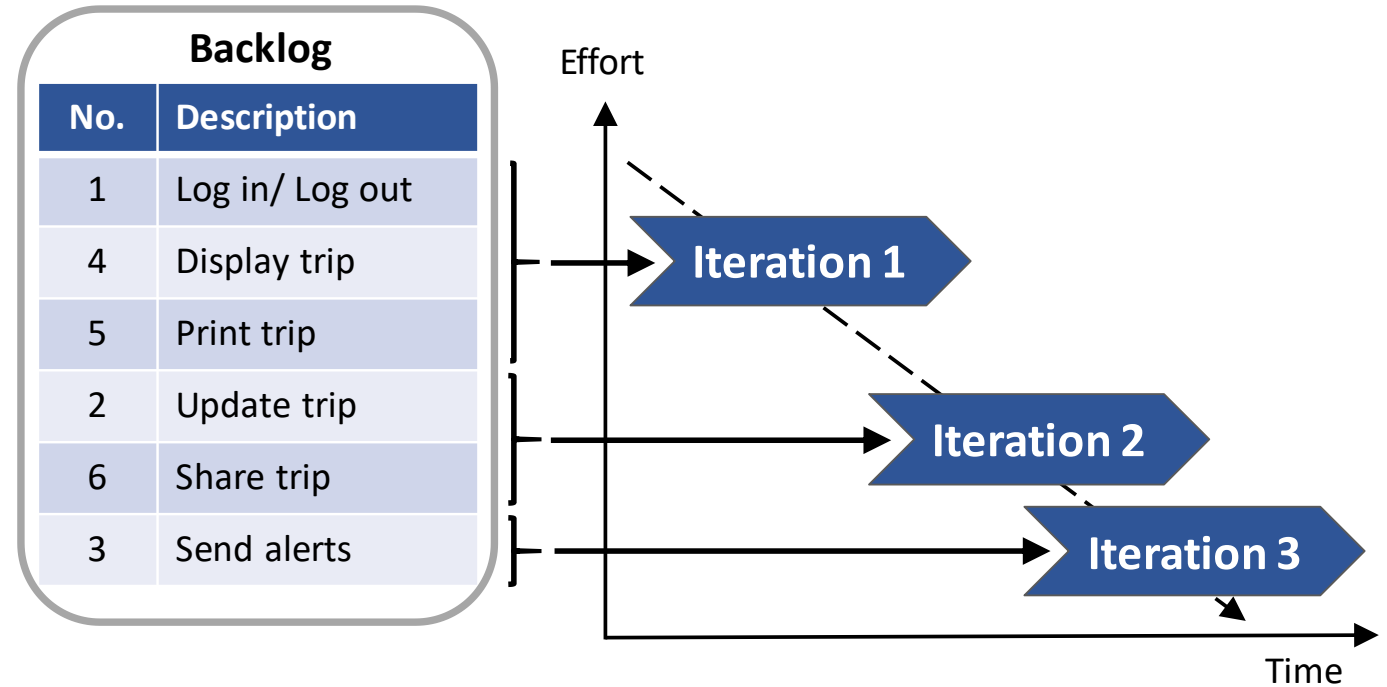 Backlog
No. Description
1 Log in/ Log out
4 Display trip
5 Print trip
2 Update trip
6 Share trip
3 Send alerts
Effort
Iteration 1
Iteration 2
Iteration 3
Time